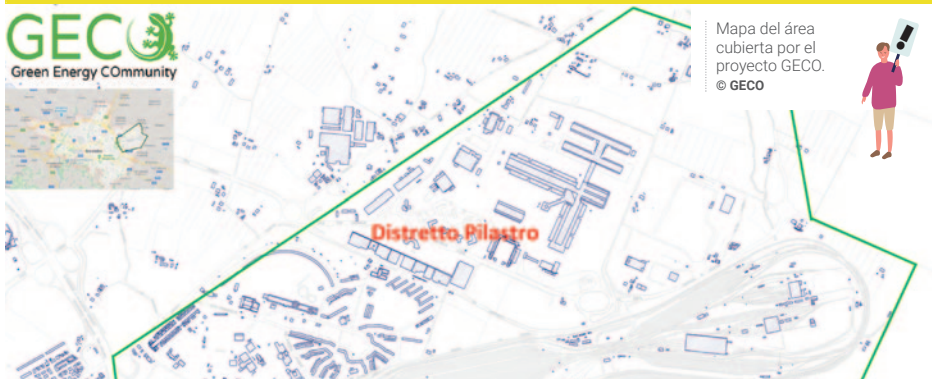 GECO
Green Energy COmmunity
Mapa del área
cubierta por el
proyecto GECO.
© GECO
Distretto Pilastro